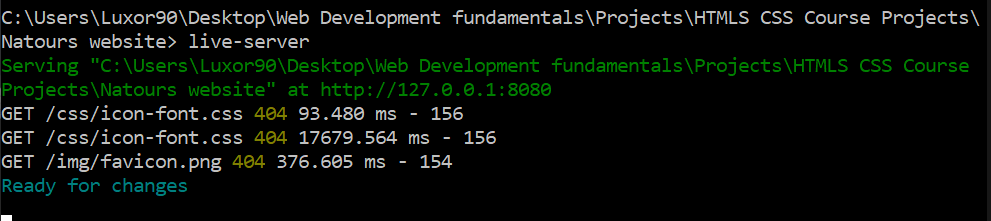 C:\Users\Luxor90\Desktop\Web Development fundamentals\Projects\HTMLS CSS Course Projects\
Natours website> live-server
Serving "C:\Users\Luxor90\Desktop\Web Development fundamentals\Projects\HTMLS CSS Course
Projects\Natours website" at http://127.0.0.1:8080
GET /css/icon-font.css 404 93.480 ms - 156
GET /css/icon-font.css 404 17679.564 ms - 156
GET /img/favicon.png 404 376.605 ms - 154
Ready for changes